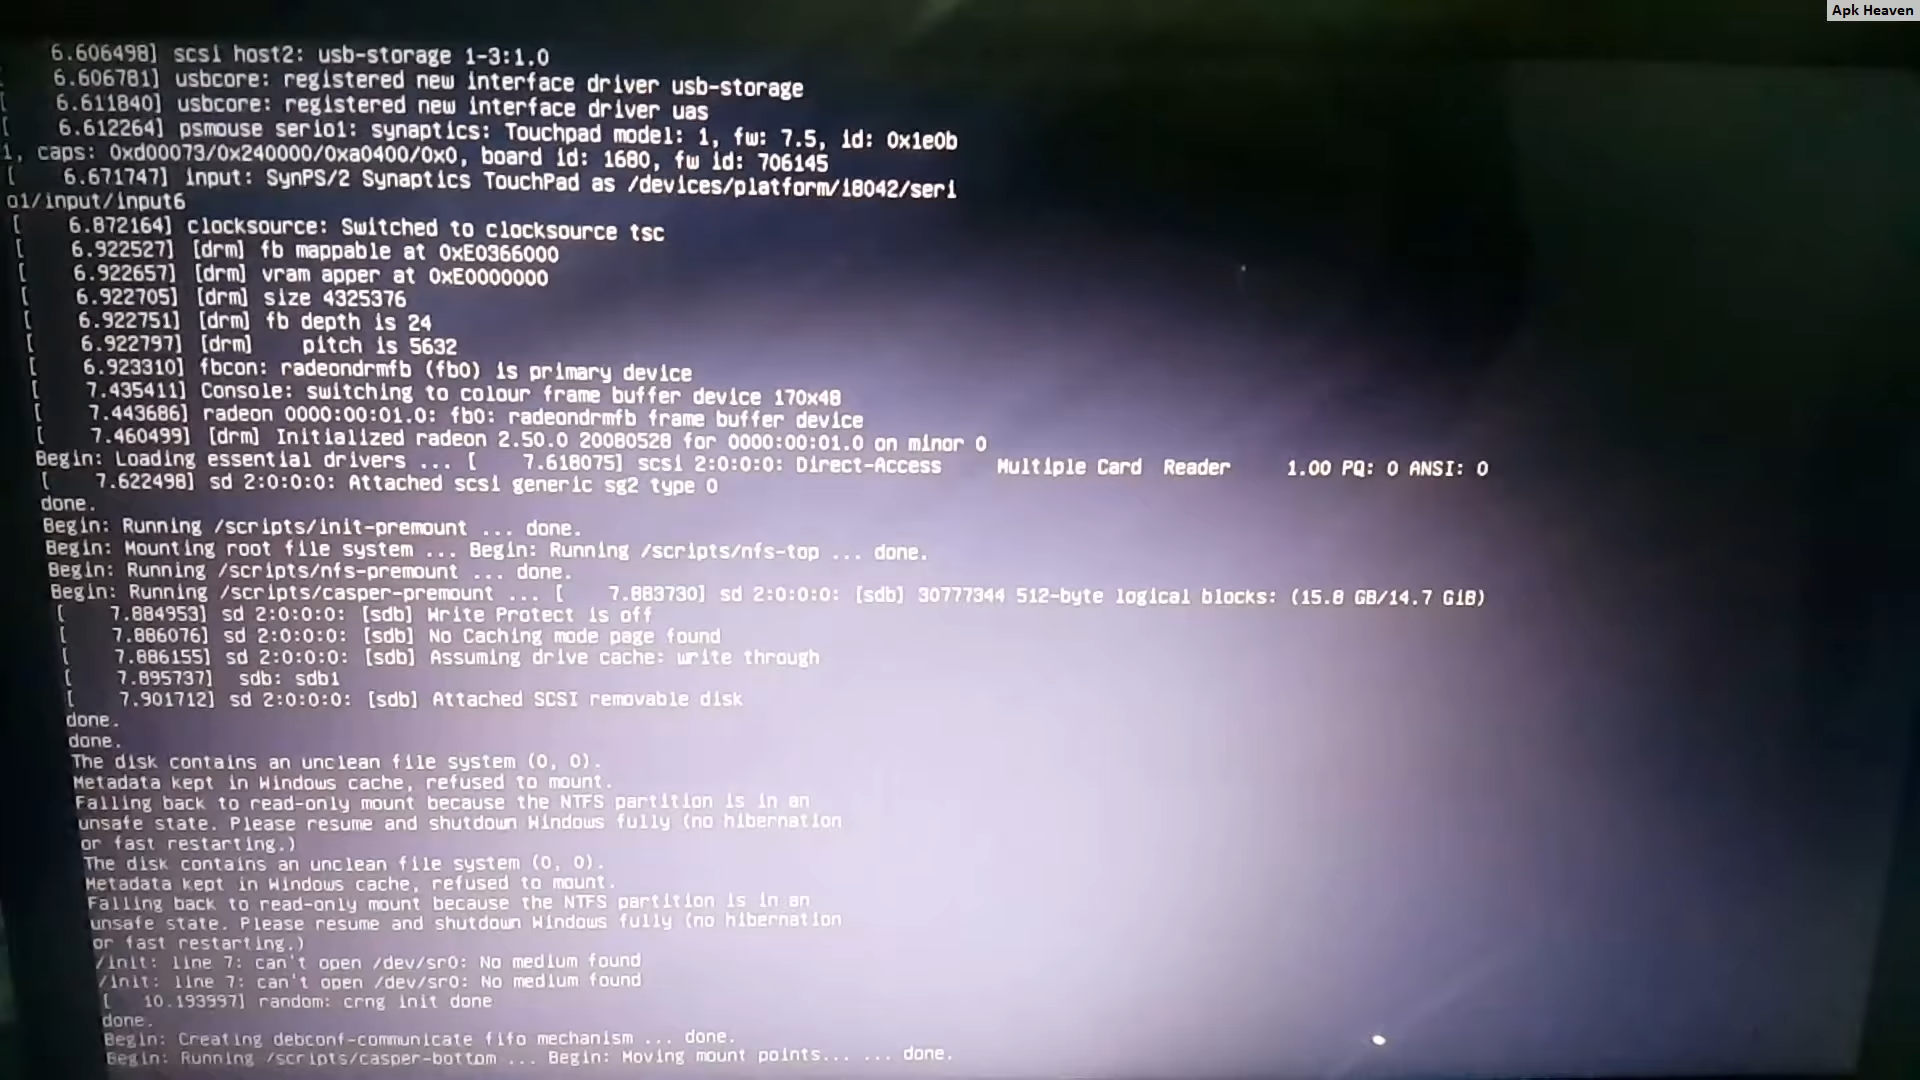 Apk Heaven
6.606498] scsi host2: usb-storage 1-3:1.0
6.606781] usbcore: registered new interface driver usb-storage
[ 6.611840] usbcore: registered new interface driver uas
[ 6.612264] psmouse serio1: synaptics: Touchpad model: 1, fw: 7.5, id: 0x1e0b
1, caps: 0xd00073/0x240000/0xa0400/0x0, board id: 1680, fw id: 706145
[ 6.671747] input: SynPS/2 Synaptics TouchPad as /devices/platform/i8042/seri
o1/input/input6
[ 6.872164] clocksource: Switched to clocksource tsc
[ 6.922527] [drm] fb mappable at 0xE0366000
[ 6.922657] [drm] vram apper at 0xE0000000
[ 6.922705] [drm] size 4325376
[ 6.922751] [drm] fb depth is 24
[ 6.922797] [drm] pitch is 5632
[ 6.923310] fbcon: radeondrmfb (fb0) is primary device
[ 7.435411] Console: switching to colour frame buffer device 170x48
[ 7.443686] radeon 0000:00:01.0: fb0: radeondrmfb frame buffer device
[ 7.460499] [drm] Initialized radeon 2.50.0 20080528 for 0000:00:01.0 on minor 0
Begin: Loading essential drivers ... [ 7.618075] scsi 2:0:0:0: Direct-Access Multiple Card Reader 1.00 PQ: 0 ANSI: 0
[ 7.622498] sd 2:0:0:0: Attached scsi generic sg2 type 0
done.
Begin: Running /scripts/init-premount ... done.
Begin: Mounting root file system ... Begin: Running /scripts/nfs-top ... done.
Begin: Running /scripts/nfs-premount ... done.
Begin: Running /scripts/casper-premount ... [ 7.883730] sd 2:0:0:0: [sdb] 30777344 512-byte logical blocks: (15.8 GB/14.7 GiB)
[ 7.884953] sd 2:0:0:0: [sdb] Write Protect is off
[ 7.886076] sd 2:0:0:0: [sdb] No Caching mode page found
[ 7.886155] sd 2:0:0:0: [sdb] Assuming drive cache: write through
[ 7.895737] sdb: sdb1
[ 7.901712] sd 2:0:0:0: [sdb] Attached SCSI removable disk
done.
done.
The disk contains an unclean file system (0, 0).
Metadata kept in Windows cache, refused to mount.
Falling back to read-only mount because the NTFS partition is in an
unsafe state. Please resume and shutdown Windows fully (no hibernation
or fast restarting.)
The disk contains an unclean file system (0, 0).
Metadata kept in Windows cache, refused to mount.
Falling back to read-only mount because the NTFS partition is in an
unsafe state. Please resume and shutdown Windows fully (no hibernation
or fast restarting.)
/init: line 7: can't open /dev/sr0: No medium found
/init: line 7: can't open /dev/sr0: No medium found
[ 10.193997] random: crng init done
done.
Begin: Creating debconf-communicate fifo mechanism ... done.
Begin: Running /scripts/casper-bottom ... Begin: Moving mount points... ... done.